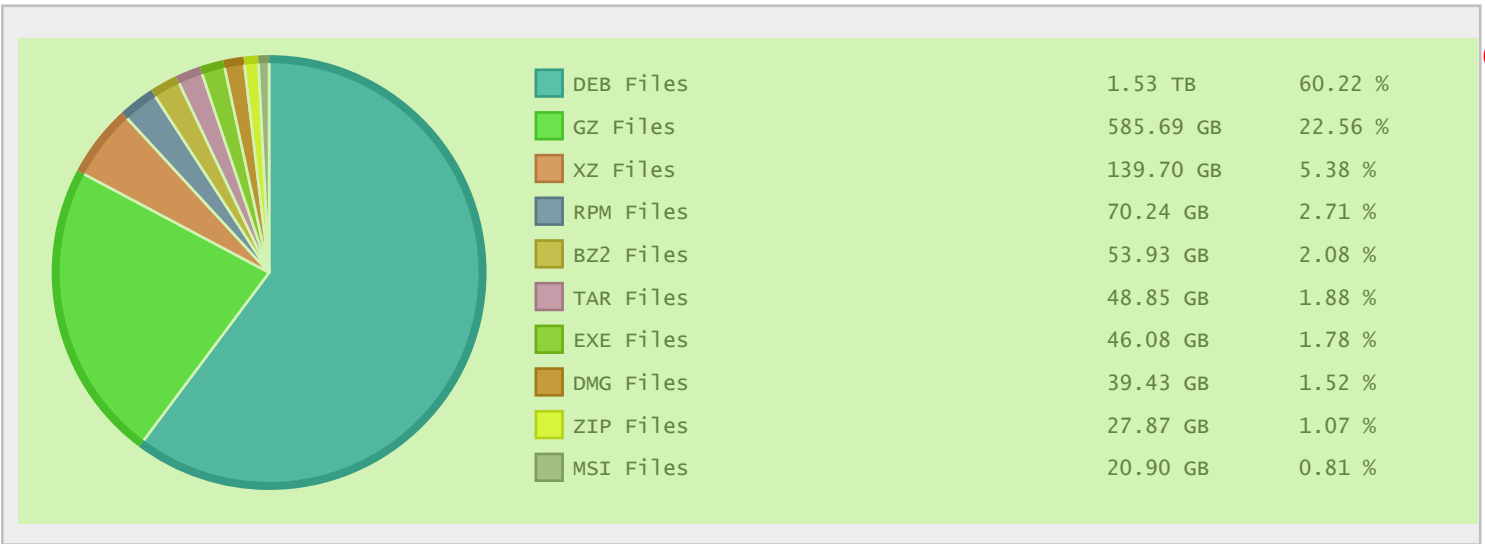 DEB Files 1.53 TB 60.22 %
GZ Files 585.69 GB 22.56 %
XZ Files 139.70 GB 5.38 %
RPM Files 70.24 GB 2.71 %
BZ2 Files 53.93 GB 2.08 %
TAR Files 48.85 GB 1.88 %
EXE Files 46.08 GB 1.78 %
DMG Files 39.43 GB 1.52 %
ZIP Files 27.87 GB 1.07 %
MSI Files 20.90 GB 0.81 %